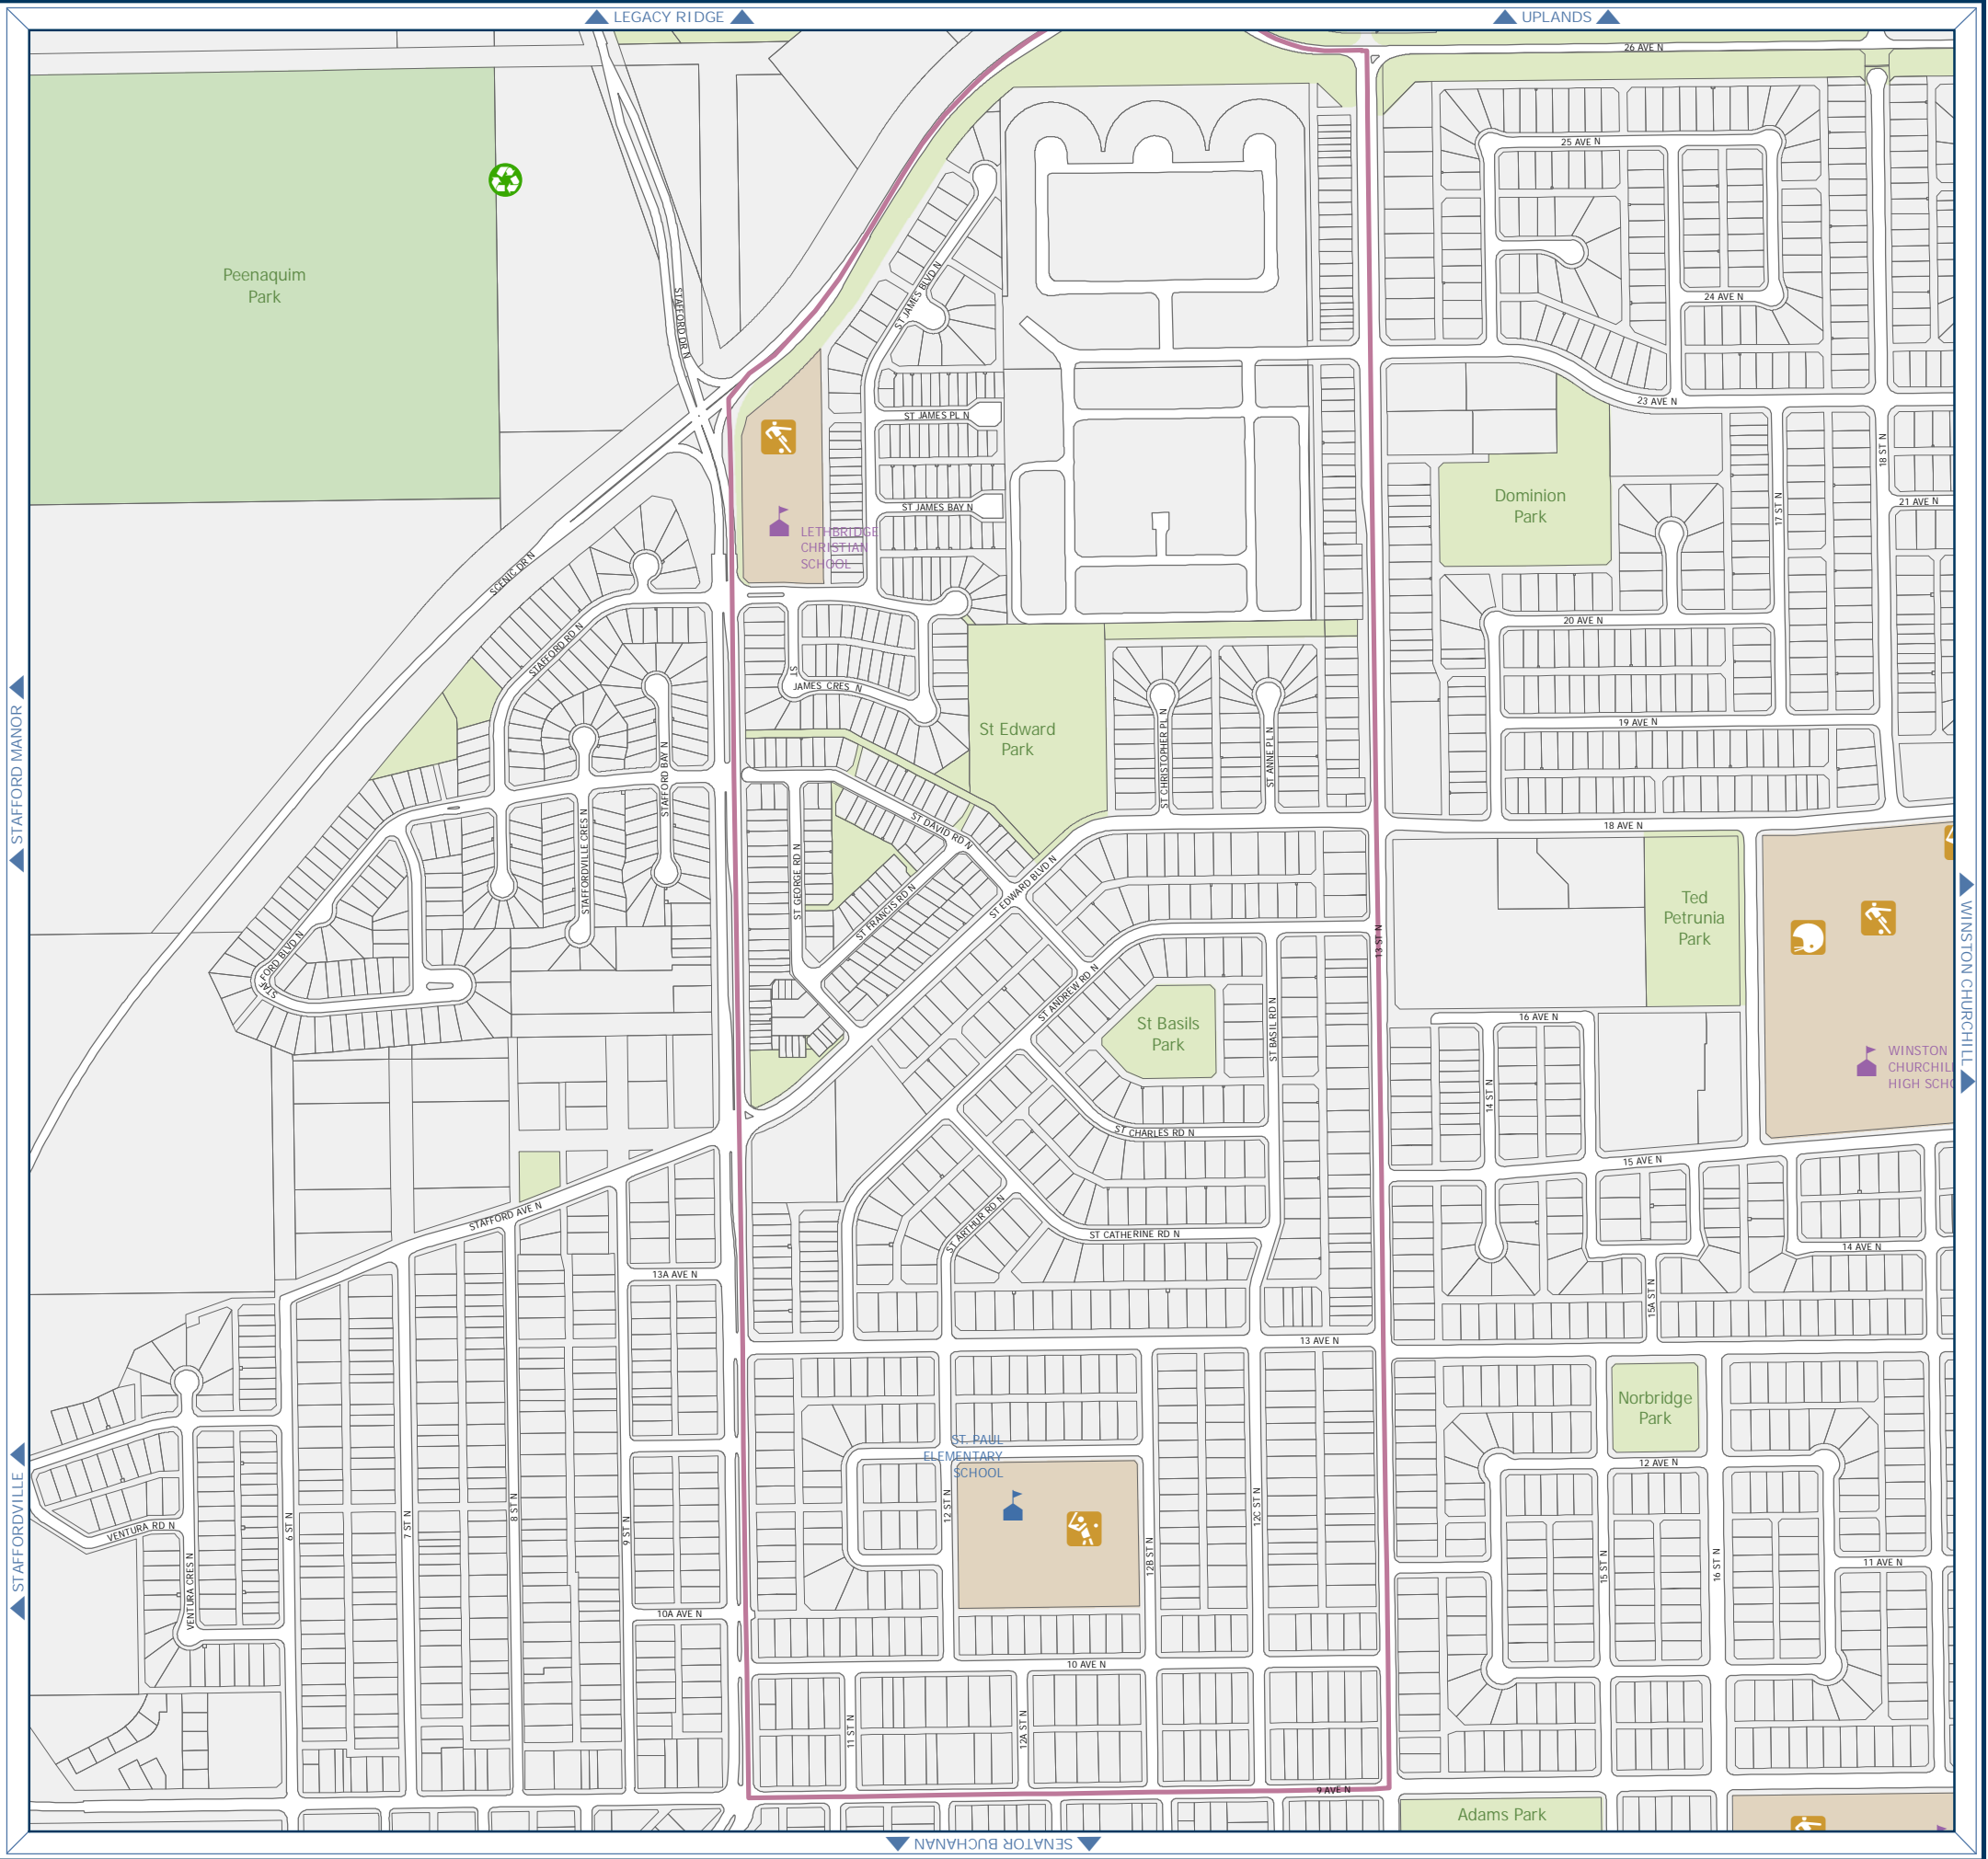 LEGACY RIDGE
UPLANDS
26 AVE N
25 AVE N
Peenaquim
Park
STAFFORD DR N
ST JAMES BLVD N
24 AVE N
23 AVE N
ST JAMES PL N
18 ST N
Dominion
Park
17 ST N
21 AVE N
ST JAMES BAY N
LETHBRIDGE
CHRISTIAN
SCHOOL
SCENIC DR N
STAFFORD RD N
20 AVE N
ST
JAMES CRES N
19 AVE N
St Edward
Park
STAFFORD MANOR
STAFFORD BAY N
ST CHRISTOPHER PL N
ST ANNE PL N
ST DAVID RD N
18 AVE N
STAFFORDVILLE CRES N
ST GEORGE RD N
ST FRANCIS RD N
ST EDWARD BLVD N
Ted
Petrunia
Park
13 ST N
WINSTON CHURCHILL
STAF
FORD BLVD N
ST ANDREW RD N
St Basils
Park
ST BASIL RD N
16 AVE N
WINSTON
CHURCHILL
HIGH SCHO
14 ST N
ST CHARLES RD N
15 AVE N
STAFFORD AVE N
ST ARTHUR RD N
ST CATHERINE RD N
14 AVE N
13A AVE N
15A ST N
13 AVE N
Norbridge
Park
ST. PAUL
ELEMENTARY
SCHOOL
12 AVE N
STAFFORDVILLE
6 ST N
7 ST N
8 ST N
9 ST N
12 ST N
12B ST N
12C ST N
15 ST N
16 ST N
VENTURA RD N
11 AVE N
VENTURA CRES N
10A AVE N
10 AVE N
11 ST N
12A ST N
9 AVE N
Adams Park
SENATOR BUCHANAN